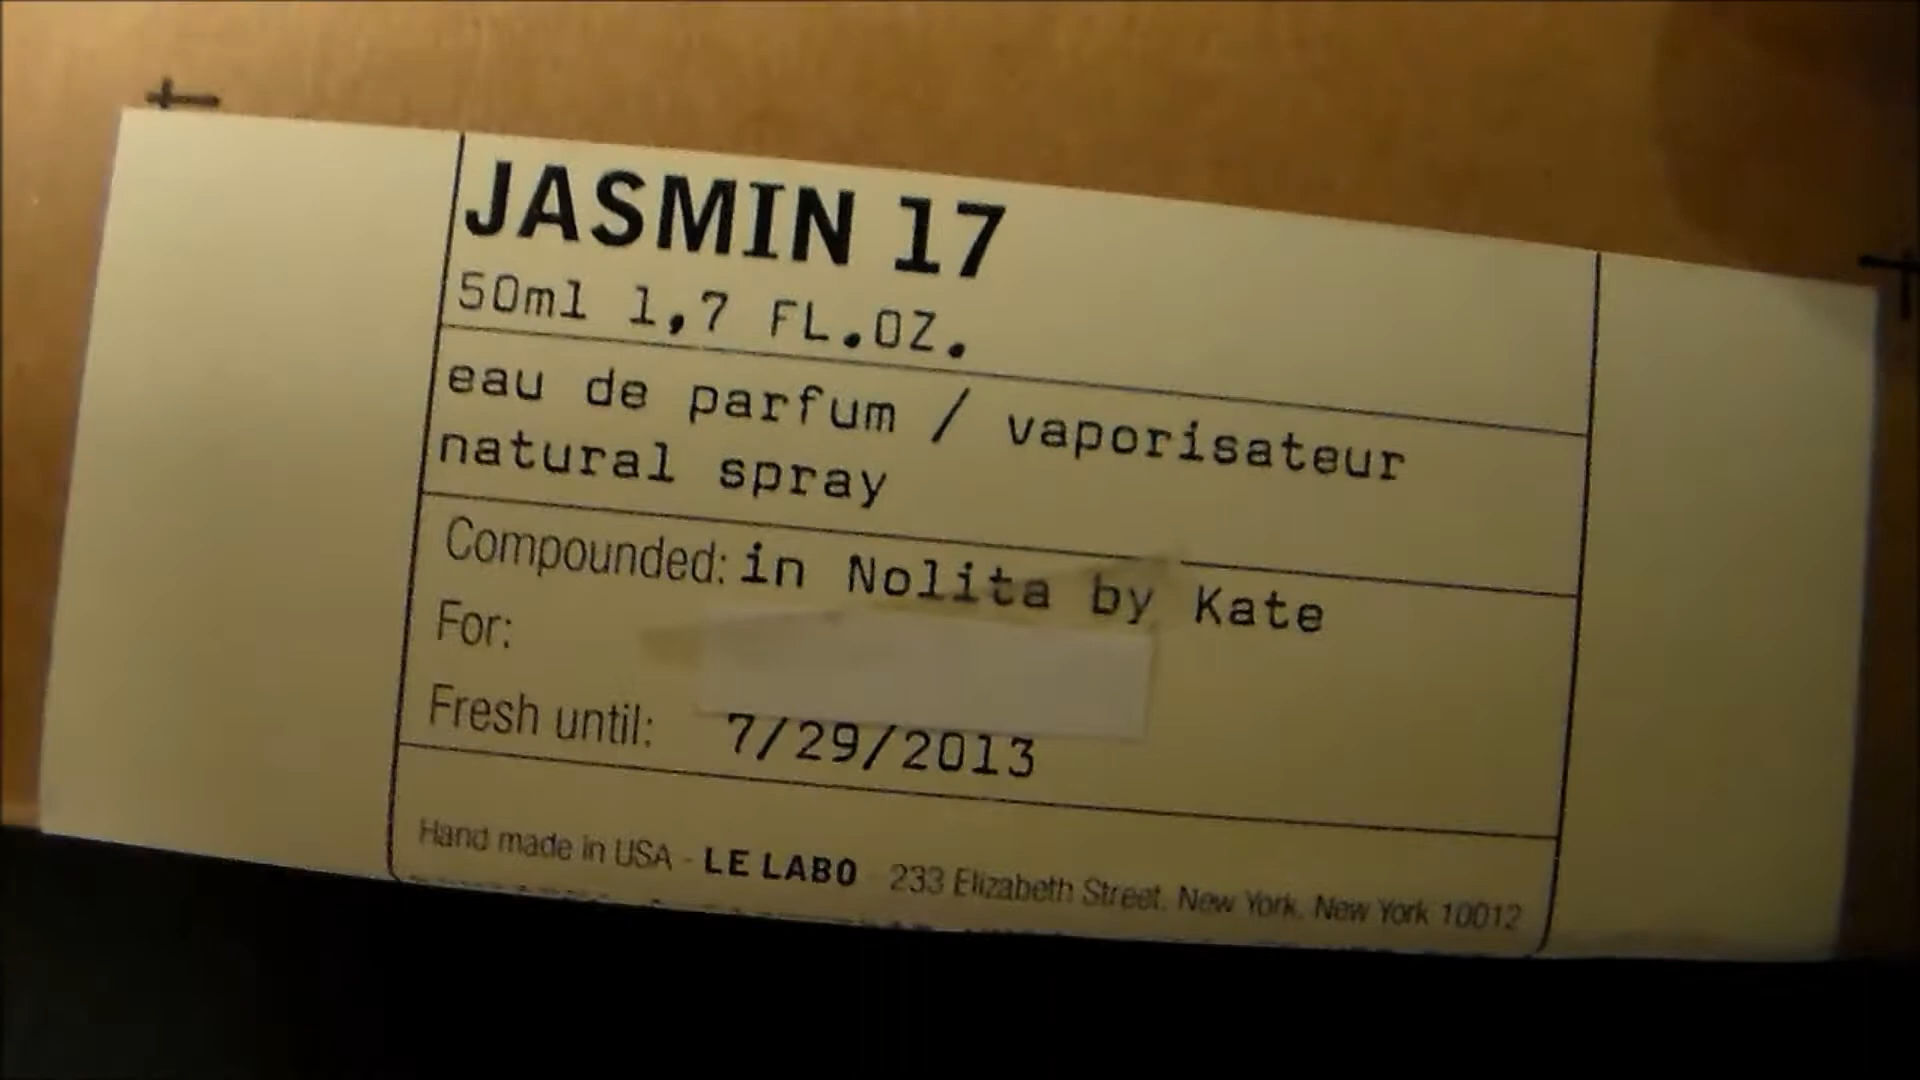 JASMIN 17
50ml 1,7 FL.OZ.
eau de parfum / vaporisateur
natural spray
Compounded: in Nolita by Kate
For:
Fresh until: 7/29/2013
Hand made in USA - LE LABO 233 Elizabeth Street, New York, New York 10012